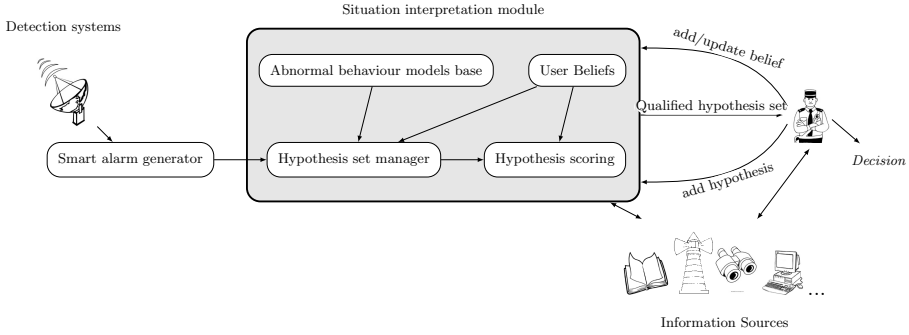 Situation interpretation module
Detection systems
add/update belief
Abnormal behaviour models base
User Beliefs
Qualified hypothesis set
Smart alarm generator
Hypothesis set manager
Hypothesis scoring
Decision
add hypothesis
...
Information Sources